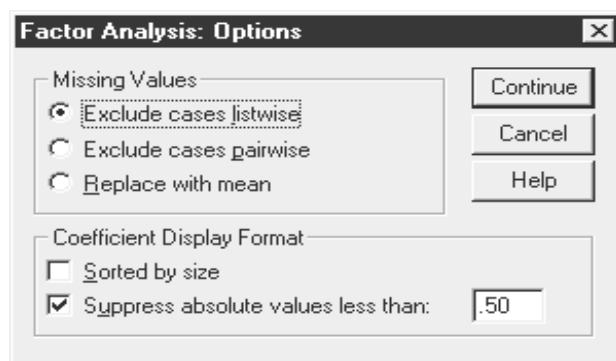 Factor Analysis: Options
Missing Values
Exclude cases listwise
Exclude cases pairwise
Replace with mean
Continue
Cancel
Help
Coefficient Display Format
Sorted by size
Suppress absolute values less than: .50